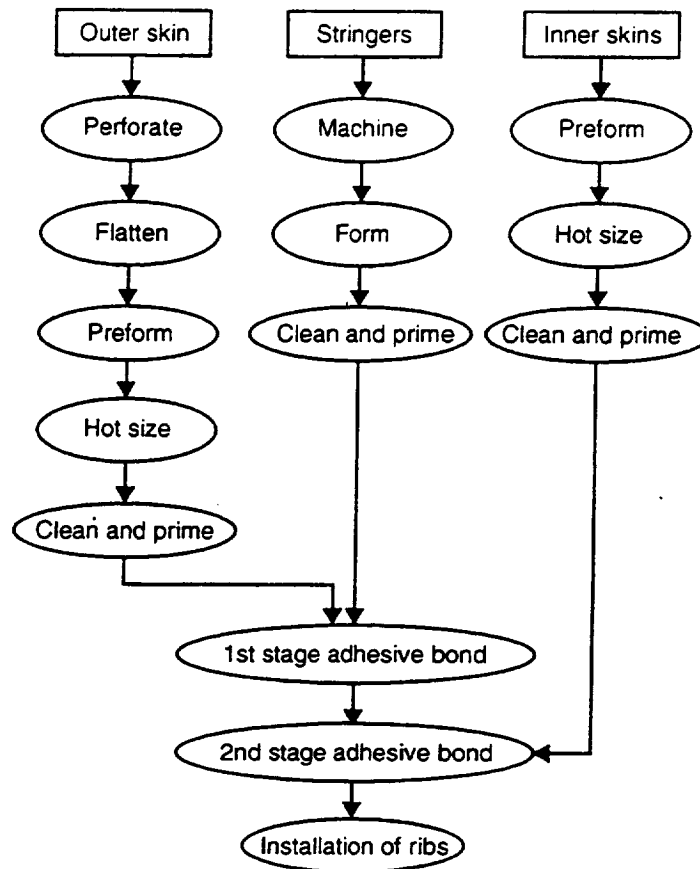 Outer skin
Stringers
Inner skins
Perforate
Machine
Preform
Flatten
Form
Hot size
Preform
Clean and prime
Clean and prime
Hot size
Clean and prime
1st stage adhesive bond
2nd stage adhesive bond
Installation of ribs